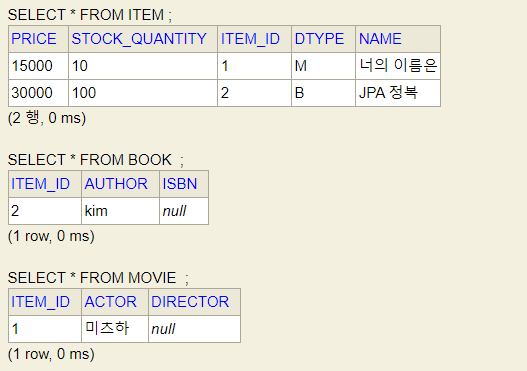 SELECT * FROM ITEM ;
PRICE STOCK_QUANTITY ITEM_ID DTYPE NAME
15000 10 1 M 너의 이름은
30000 100 2 B JPA 정복
(2 행, 0 ms)
SELECT * FROM BOOK ;
ITEM_ID AUTHOR ISBN
2 kim null
(1 row, 0 ms)
SELECT * FROM MOVIE ;
ITEM_ID ACTOR DIRECTOR
1 미츠하 null
(1 row, 0 ms)